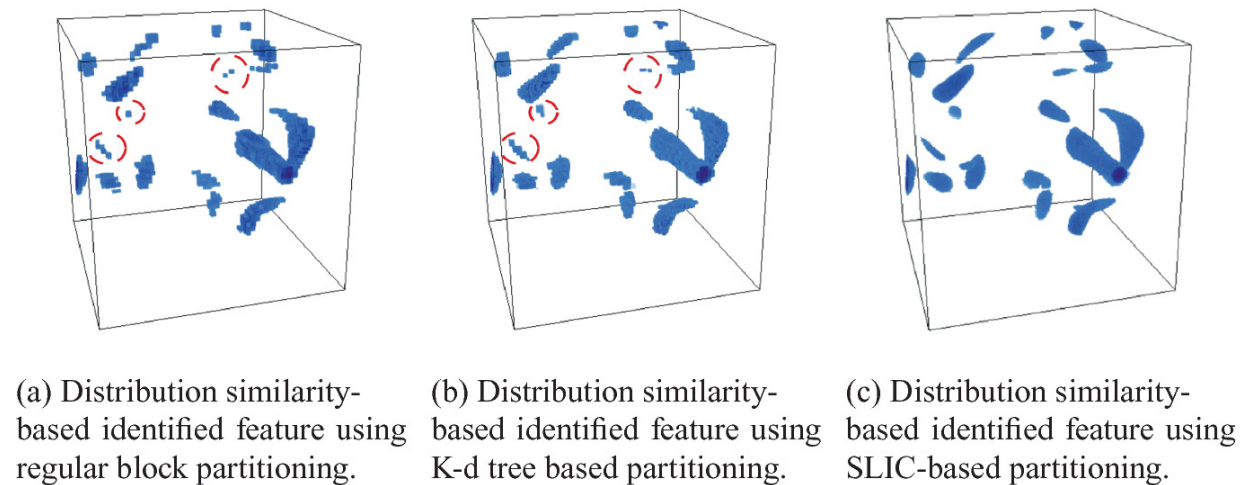 (a) Distribution similarity-
based identified feature using
regular block partitioning.
(b) Distribution similarity-
based identified feature using
K-d tree based partitioning.
(c) Distribution similarity-
based identified feature using
SLIC-based partitioning.